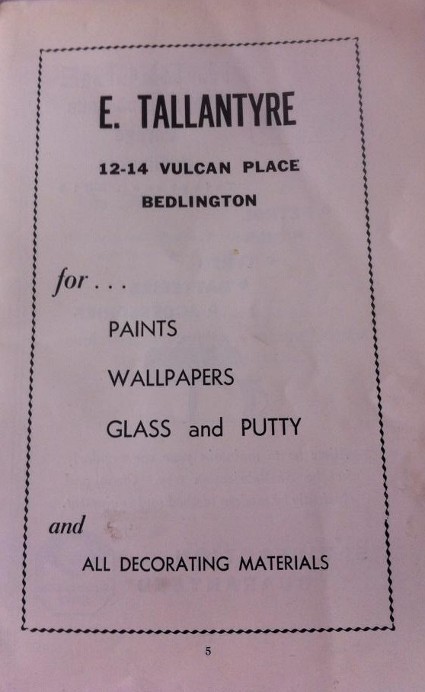 E. TALLANTYRE
12-14 VULCAN PLACE
BEDLINGTON
for . . .
PAINTS
WALLPAPERS
GLASS and PUTTY
and
ALL DECORATING MATERIALS
5